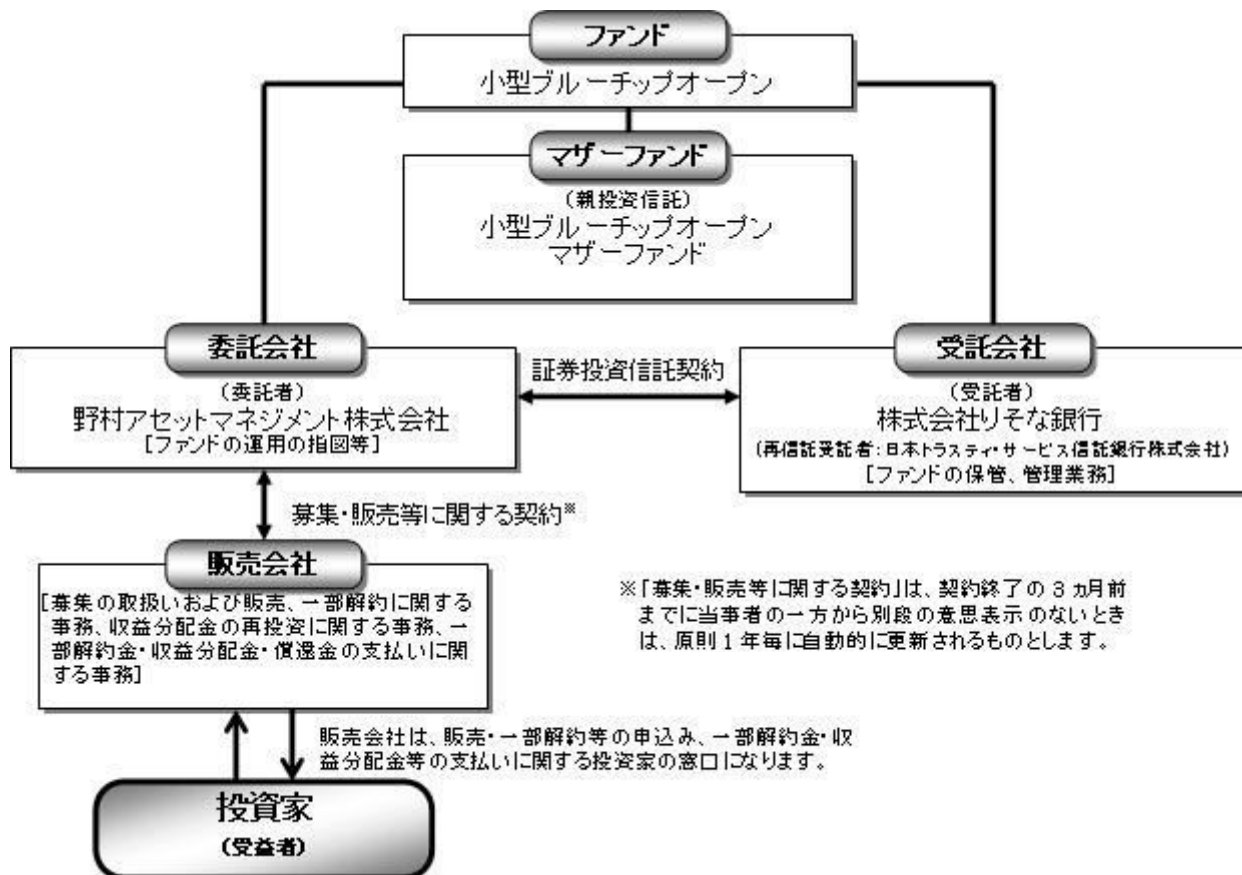 ファンド
小型ブルーチップオープン
マザーファンド
(親投資信託)
小型ブルーチップオープン
マザーファンド
委託会社
(委託者)
野村アセットマネジメント株式会社
[ファンドの運用の指図等]
証券投資信託契約
受託会社
(受託者)
株式会社りそな銀行
(再信託受託者:日本トラスティ・サービス信託銀行株式会社)
[ファンドの保管、管理業務]
募集・販売等に関する契約※
販売会社
[募集の取扱いおよび販売、一部解約に関する
事務、収益分配金の再投資に関する事務、一
部解約金・収益分配金・償還金の支払いに関
する事務]
※「募集・販売等に関する契約」は、契約終了の3ヵ月前
までに当事者の一方から別段の意思表示のないとき
は、原則1年毎に自動的に更新されるものとします。
販売会社は、販売・一部解約等の申込み、一部解約金・収
益分配金等の支払いに関する投資家の窓口になります。
投資家
(受益者)